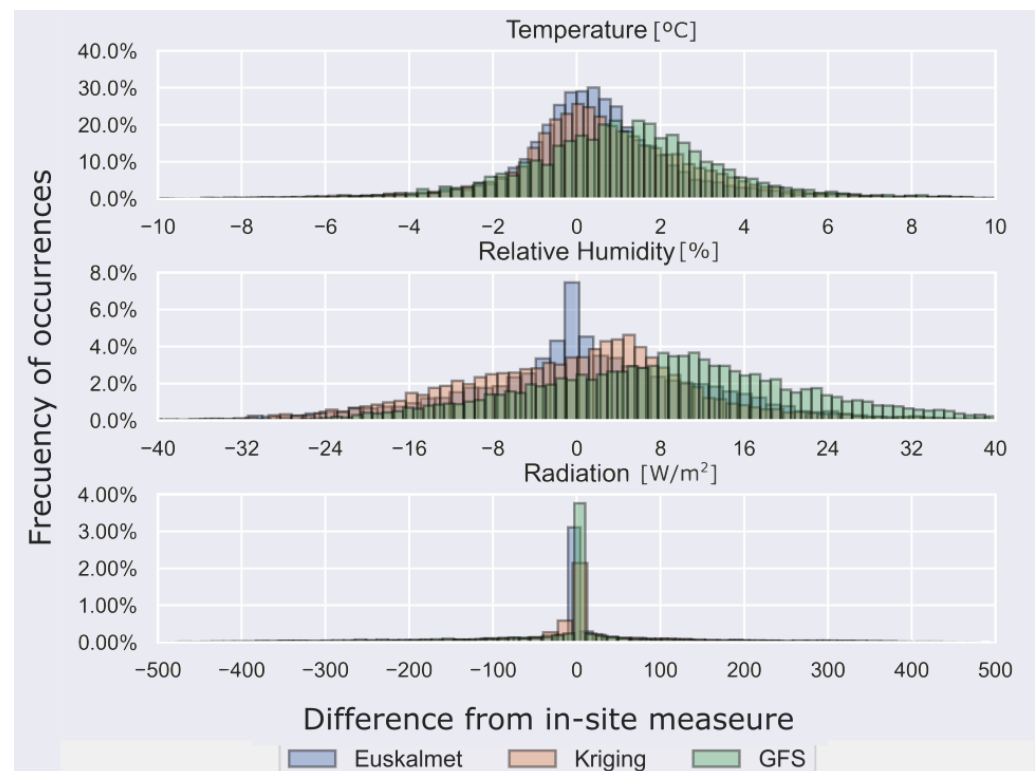 Temperature [ºC]
40.0%
30.0%
20.0%
10.0%
0.0%
−10 −8 −6 −4 −2 0 2 4 6 8 10
Relative Humidity [%]
8.0%
6.0%
4.0%
2.0%
0.0%
−40 −32 −24 −16 −8 0 8 16 24 32 40
Radiation [W/m²]
4.00%
3.00%
2.00%
1.00%
0.00%
−500 −400 −300 −200 −100 0 100 200 300 400 500
Frecuency of occurrences
Difference from in-site measeure
Euskalmet Kriging GFS